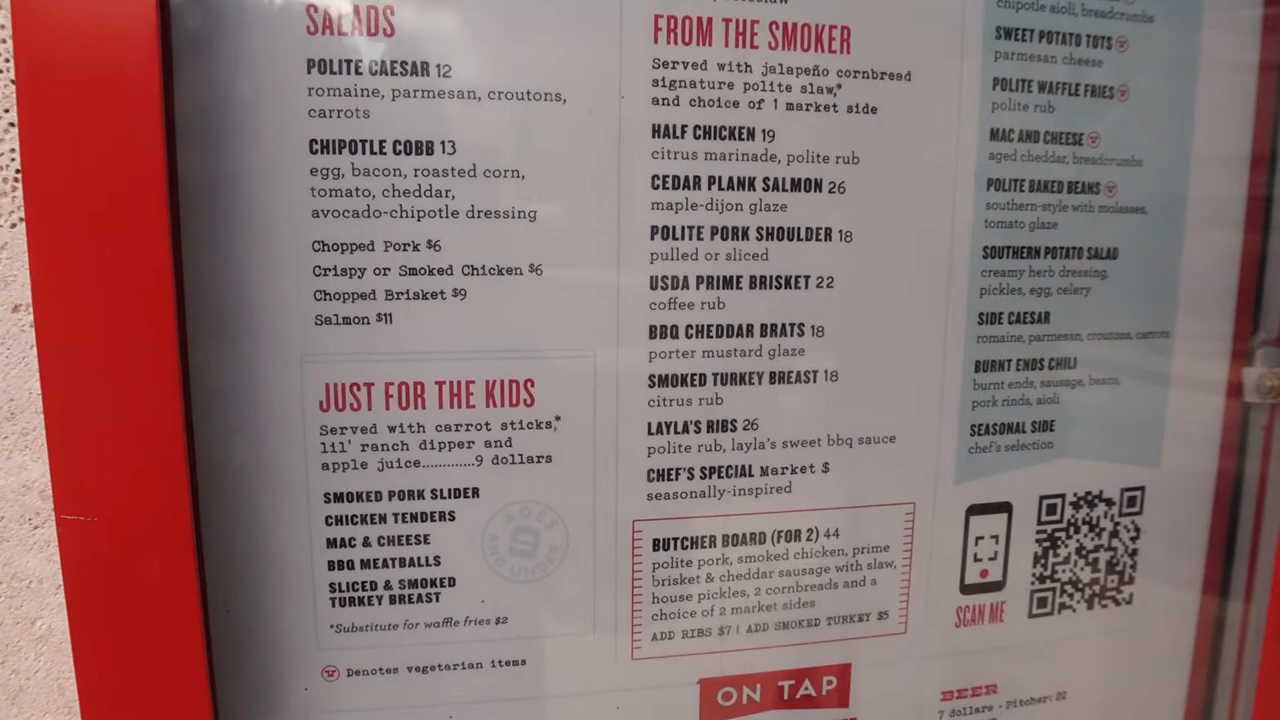 SALADS
POLITE CAESAR 12
romaine, parmesan, croutons,
carrots
CHIPOTLE COBB 13
egg, bacon, roasted corn,
tomato, cheddar,
avocado-chipotle dressing
Chopped Pork $6
Crispy or Smoked Chicken $6
Chopped Brisket $9
Salmon $11
JUST FOR THE KIDS
Served with carrot sticks,*
lil' ranch dipper and
apple juice.............9 dollars
SMOKED PORK SLIDER
CHICKEN TENDERS
MAC & CHEESE
BBQ MEATBALLS
SLICED & SMOKED
TURKEY BREAST
AGES
AND UNDER
*Substitute for waffle fries $2
Denotes vegetarian items
FROM THE SMOKER
Served with jalapeño cornbread
signature polite slaw,*
and choice of 1 market side
HALF CHICKEN 19
citrus marinade, polite rub
CEDAR PLANK SALMON 26
maple-dijon glaze
POLITE PORK SHOULDER 18
pulled or sliced
USDA PRIME BRISKET 22
coffee rub
BBQ CHEDDAR BRATS 18
porter mustard glaze
SMOKED TURKEY BREAST 18
citrus rub
LAYLA'S RIBS 26
polite rub, layla's sweet bbq sauce
CHEF'S SPECIAL Market $
seasonally-inspired
BUTCHER BOARD (FOR 2) 44
polite pork, smoked chicken, prime
brisket & cheddar sausage with slaw,
house pickles, 2 cornbreads and a
choice of 2 market sides
ADD RIBS $7 | ADD SMOKED TURKEY $5
ON TAP
chipotle aioli, breadcrumbs
SWEET POTATO TOTS
parmesan cheese
POLITE WAFFLE FRIES
polite rub
MAC AND CHEESE
aged cheddar, breadcrumbs
POLITE BAKED BEANS
southern-style with molasses,
tomato glaze
SOUTHERN POTATO SALAD
creamy herb dressing,
pickles, egg, celery
SIDE CAESAR
romaine, parmesan, croutons, carrots
BURNT ENDS CHILI
burnt ends, sausage, beans,
pork rinds, aioli
SEASONAL SIDE
chef's selection
SCAN ME
BEER
7 dollars - Pitcher: 22